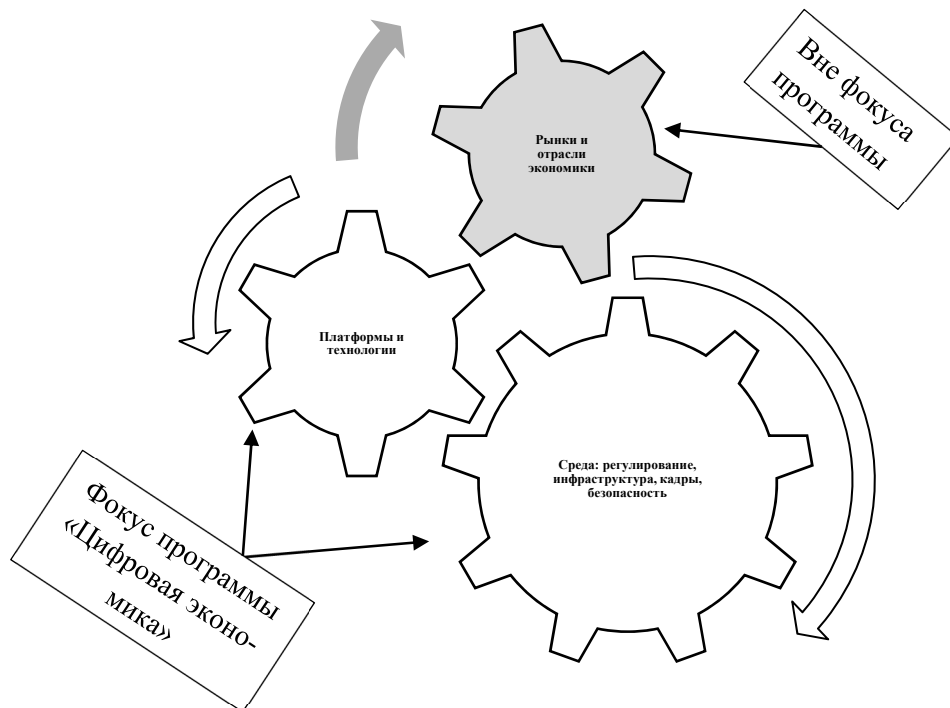 Вне фокуса
программы
Рынки и
отрасли
экономики
Платформы и
технологии
Среда: регулирование,
инфраструктура, кадры,
безопасность
Фокус программы
«Цифровая эконо-
мика»